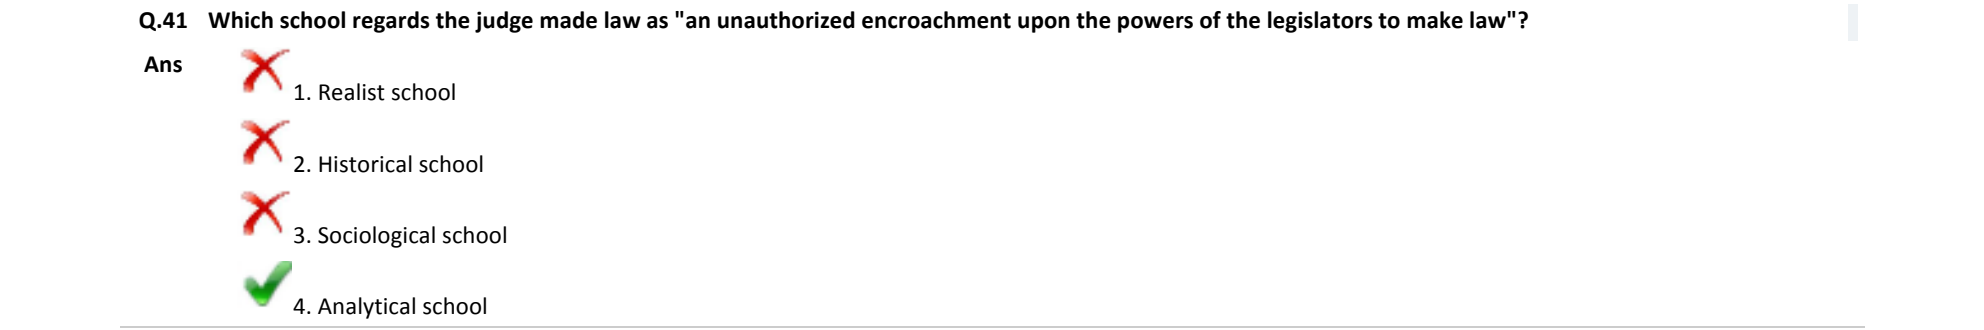 Q.41 Which school regards the judge made law as "an unauthorized encroachment upon the powers of the legislators to make law"?
Ans
1. Realist school
2. Historical school
3. Sociological school
4. Analytical school